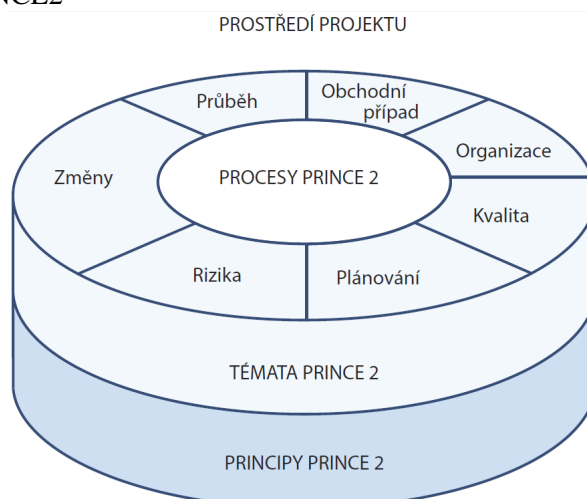 PROSTŘEDÍ PROJEKTU
Průběh
Obchodní
případ
Změny
Organizace
PROCESY PRINCE 2
Kvalita
Rizika
Plánování
TÉMATA PRINCE 2
PRINCIPY PRINCE 2